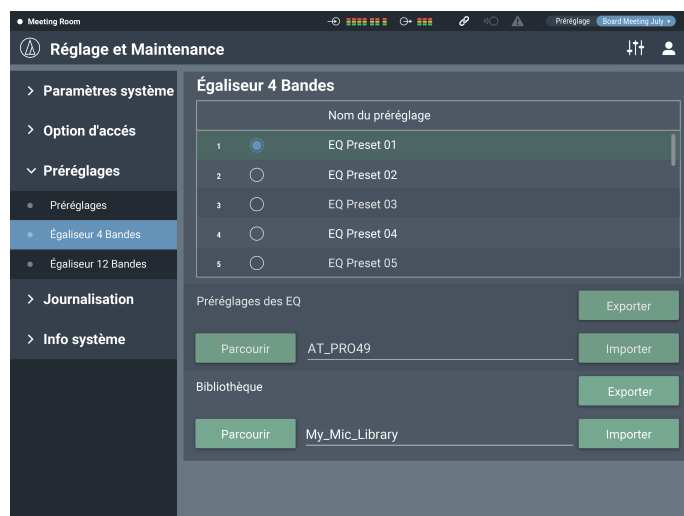 Meeting Room
Préréglage Board Meeting July
Réglage et Maintenance
Paramètres système
Option d'accés
Préréglages
Préréglages
Égaliseur 4 Bandes
Égaliseur 12 Bandes
Journalisation
Info système
Égaliseur 4 Bandes
Nom du préréglage
1 EQ Preset 01
2 EQ Preset 02
3 EQ Preset 03
4 EQ Preset 04
5 EQ Preset 05
Préréglages des EQ
Exporter
Parcourir AT_PRO49 Importer
Bibliothèque
Exporter
Parcourir My_Mic_Library Importer